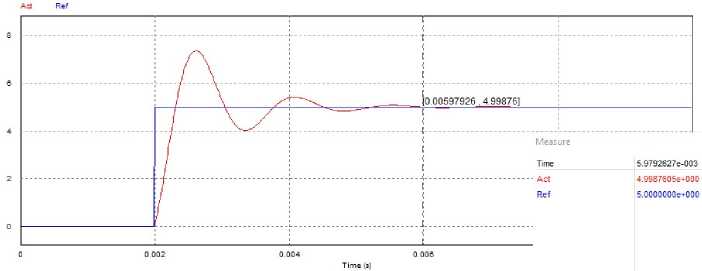 Act Ref
8
6
[0.00597926 , 4.99876]
4
Measure
Time 5.9792627e-003
2
Act 4.9987605e+000
Ref 5.0000000e+000
0
0 0.002 0.004 0.006
Time (s)